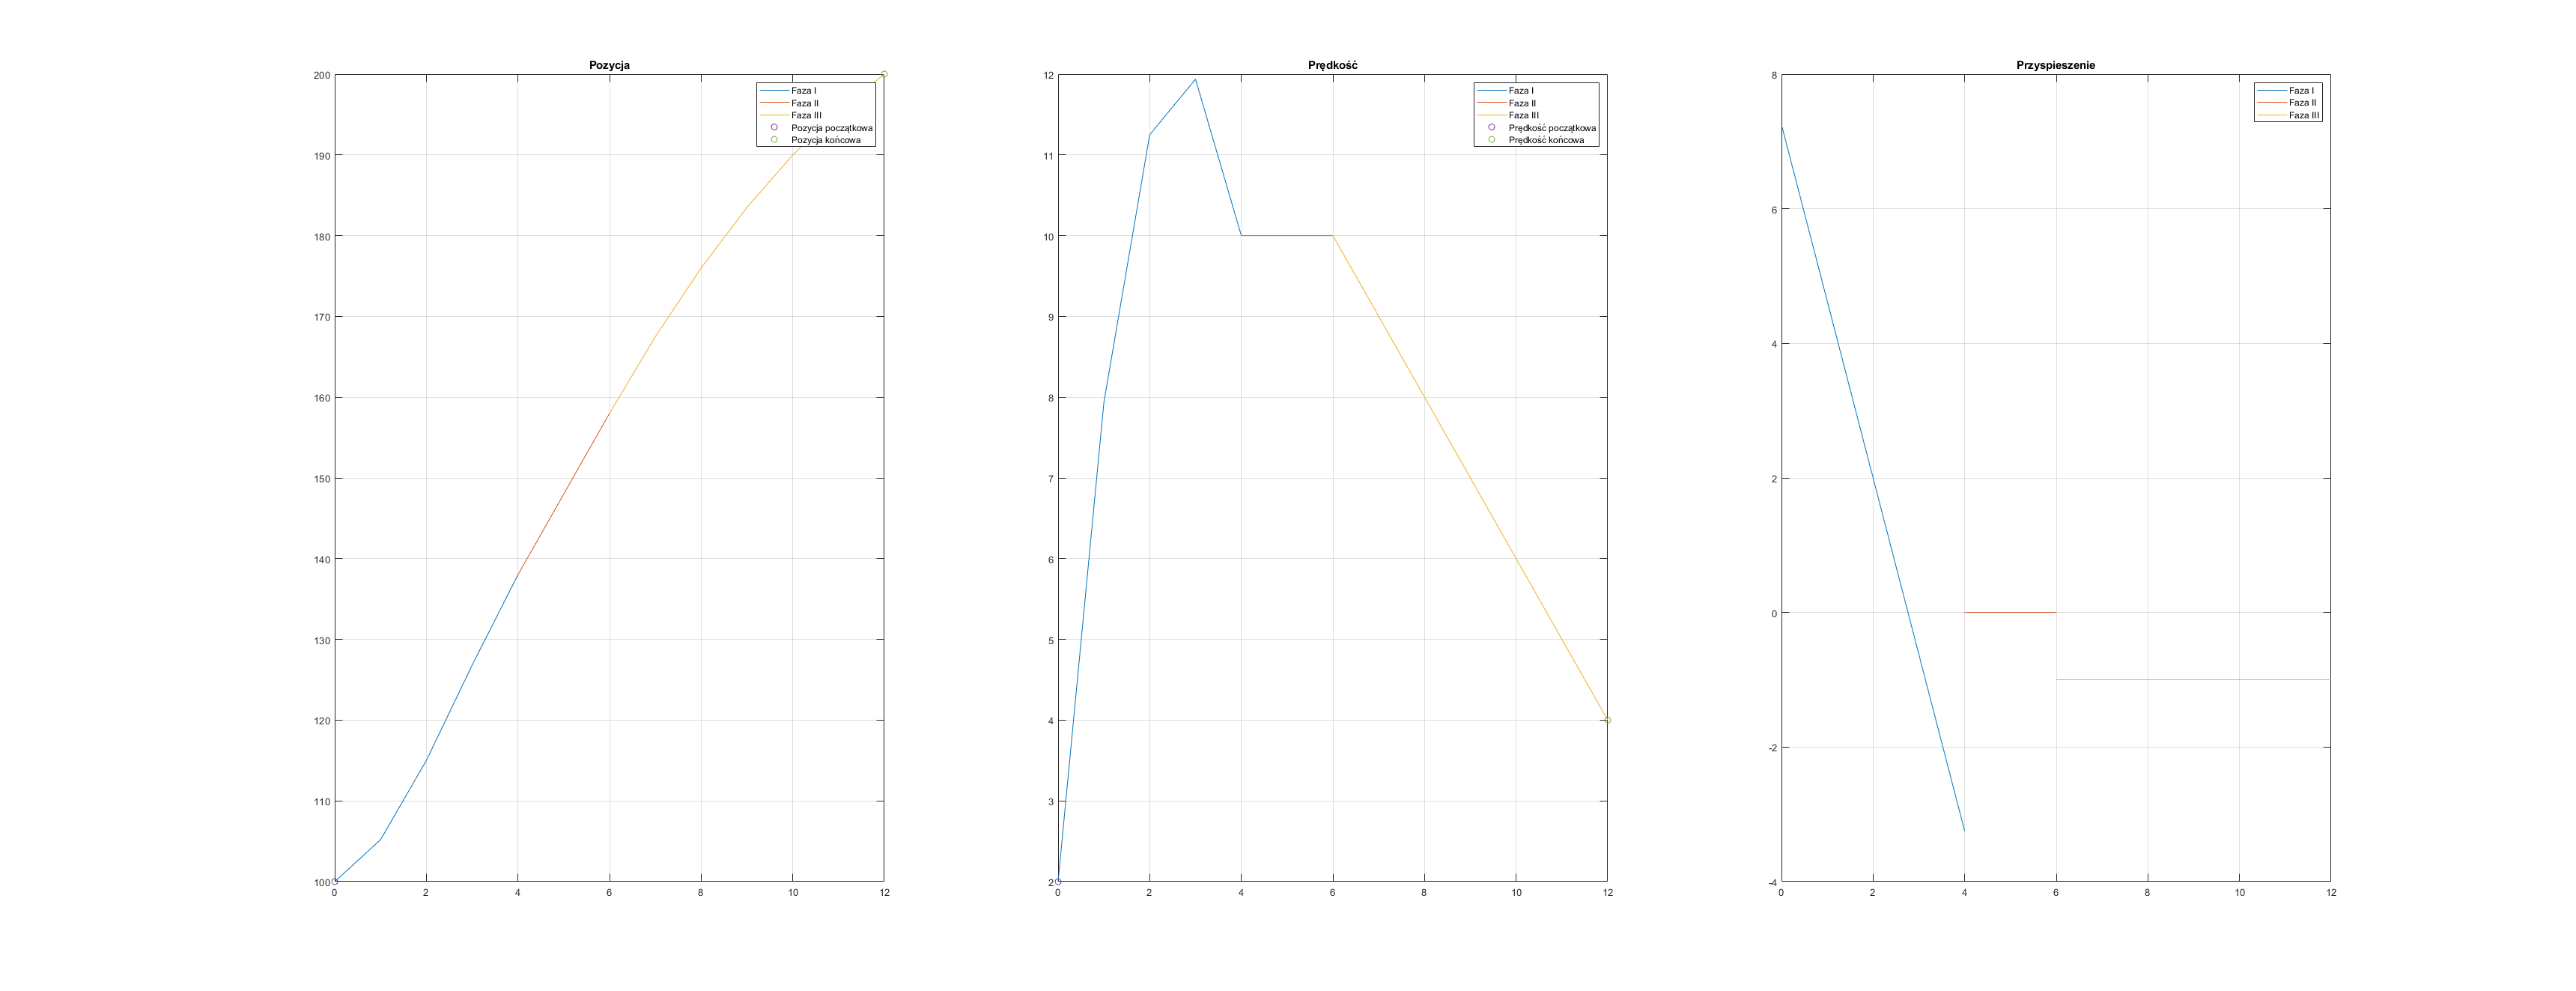 Pozycja
200
190
180
170
160
150
140
130
120
110
100
0 2 4 6 8 10 12
Faza I
Faza II
Faza III
Pozycja początkowa
Pozycja końcowa
Prędkość
12
11
10
9
8
7
6
5
4
3
2
0 2 4 6 8 10 12
Faza I
Faza II
Faza III
Prędkość początkowa
Prędkość końcowa
Przyspieszenie
8
6
4
2
0
-2
-4
0 2 4 6 8 10 12
Faza I
Faza II
Faza III